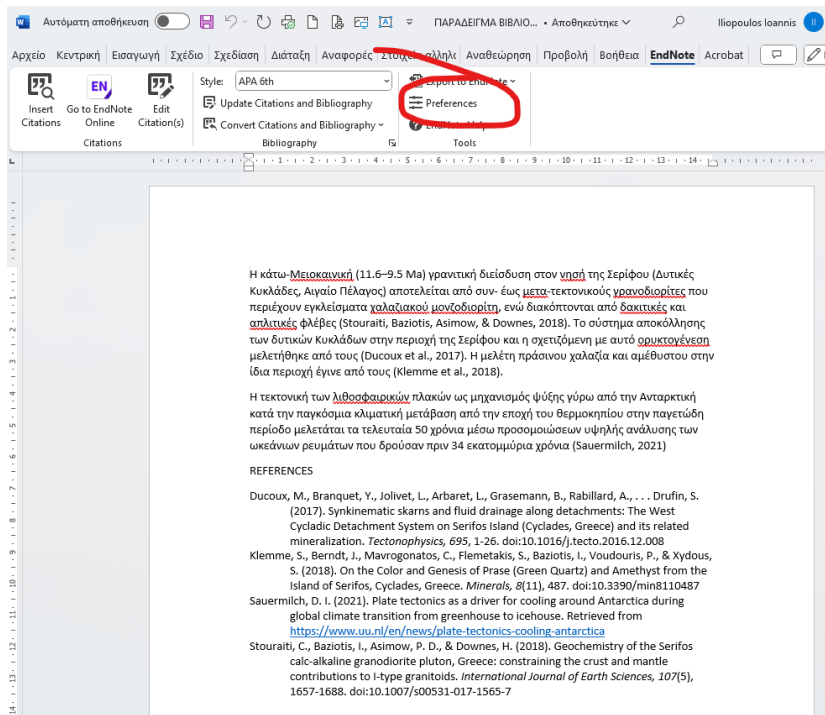 Αυτόματη αποθήκευση
ΠΑΡΑΔΕΙΓΜΑ ΒΙΒΛΙΟ... • Αποθηκεύτηκε
Iliopoulos Ioannis
II
Αρχείο Κεντρική Εισαγωγή Σχέδιο Σχεδίαση Διάταξη Αναφορές Στοιχεία αλληλ Αναθεώρηση Προβολή Βοήθεια EndNote Acrobat
Insert Citations
Go to EndNote Online
Edit Citation(s)
Citations
Style: APA 6th
Update Citations and Bibliography
Convert Citations and Bibliography
Bibliography
Export to EndNote
Preferences
EndNote Help
Tools
Η κάτω-Μειοκαινική (11.6–9.5 Ma) γρανιτική διείσδυση στον νησή της Σερίφου (Δυτικές
Κυκλάδες, Αιγαίο Πέλαγος) αποτελείται από συν- έως μετα-τεκτονικούς γρανοδιορίτες που
περιέχουν εγκλείσματα χαλαζιακού μονζοδιορίτη, ενώ διακόπτονται από δακιτικές και
απλιτικές φλέβες (Stouraiti, Baziotis, Asimow, & Downes, 2018). Το σύστημα αποκόλλησης
των δυτικών Κυκλάδων στην περιοχή της Σερίφου και η σχετιζόμενη με αυτό ορυκτογένεση
μελετήθηκε από τους (Ducoux et al., 2017). Η μελέτη πράσινου χαλαζία και αμέθυστου στην
ίδια περιοχή έγινε από τους (Klemme et al., 2018).
Η τεκτονική των λιθοσφαιρικών πλακών ως μηχανισμός ψύξης γύρω από την Ανταρκτική
κατά την παγκόσμια κλιματική μετάβαση από την εποχή του θερμοκηπίου στην παγετώδη
περίοδο μελετάται τα τελευταία 50 χρόνια μέσω προσομοιώσεων υψηλής ανάλυσης των
ωκεάνιων ρευμάτων που δρούσαν πριν 34 εκατομμύρια χρόνια (Sauermilch, 2021)
REFERENCES
Ducoux, M., Branquet, Y., Jolivet, L., Arbaret, L., Grasemann, B., Rabillard, A., . . . Drufin, S.
(2017). Synkinematic skarns and fluid drainage along detachments: The West
Cycladic Detachment System on Serifos Island (Cyclades, Greece) and its related
mineralization. Tectonophysics, 695, 1-26. doi:10.1016/j.tecto.2016.12.008
Klemme, S., Berndt, J., Mavrogonatos, C., Flemetakis, S., Baziotis, I., Voudouris, P., & Xydous,
S. (2018). On the Color and Genesis of Prase (Green Quartz) and Amethyst from the
Island of Serifos, Cyclades, Greece. Minerals, 8(11), 487. doi:10.3390/min8110487
Sauermilch, D. I. (2021). Plate tectonics as a driver for cooling around Antarctica during
global climate transition from greenhouse to icehouse. Retrieved from
https://www.uu.nl/en/news/plate-tectonics-cooling-antarctica
Stouraiti, C., Baziotis, I., Asimow, P. D., & Downes, H. (2018). Geochemistry of the Serifos
calc-alkaline granodiorite pluton, Greece: constraining the crust and mantle
contributions to I-type granitoids. International Journal of Earth Sciences, 107(5),
1657-1688. doi:10.1007/s00531-017-1565-7